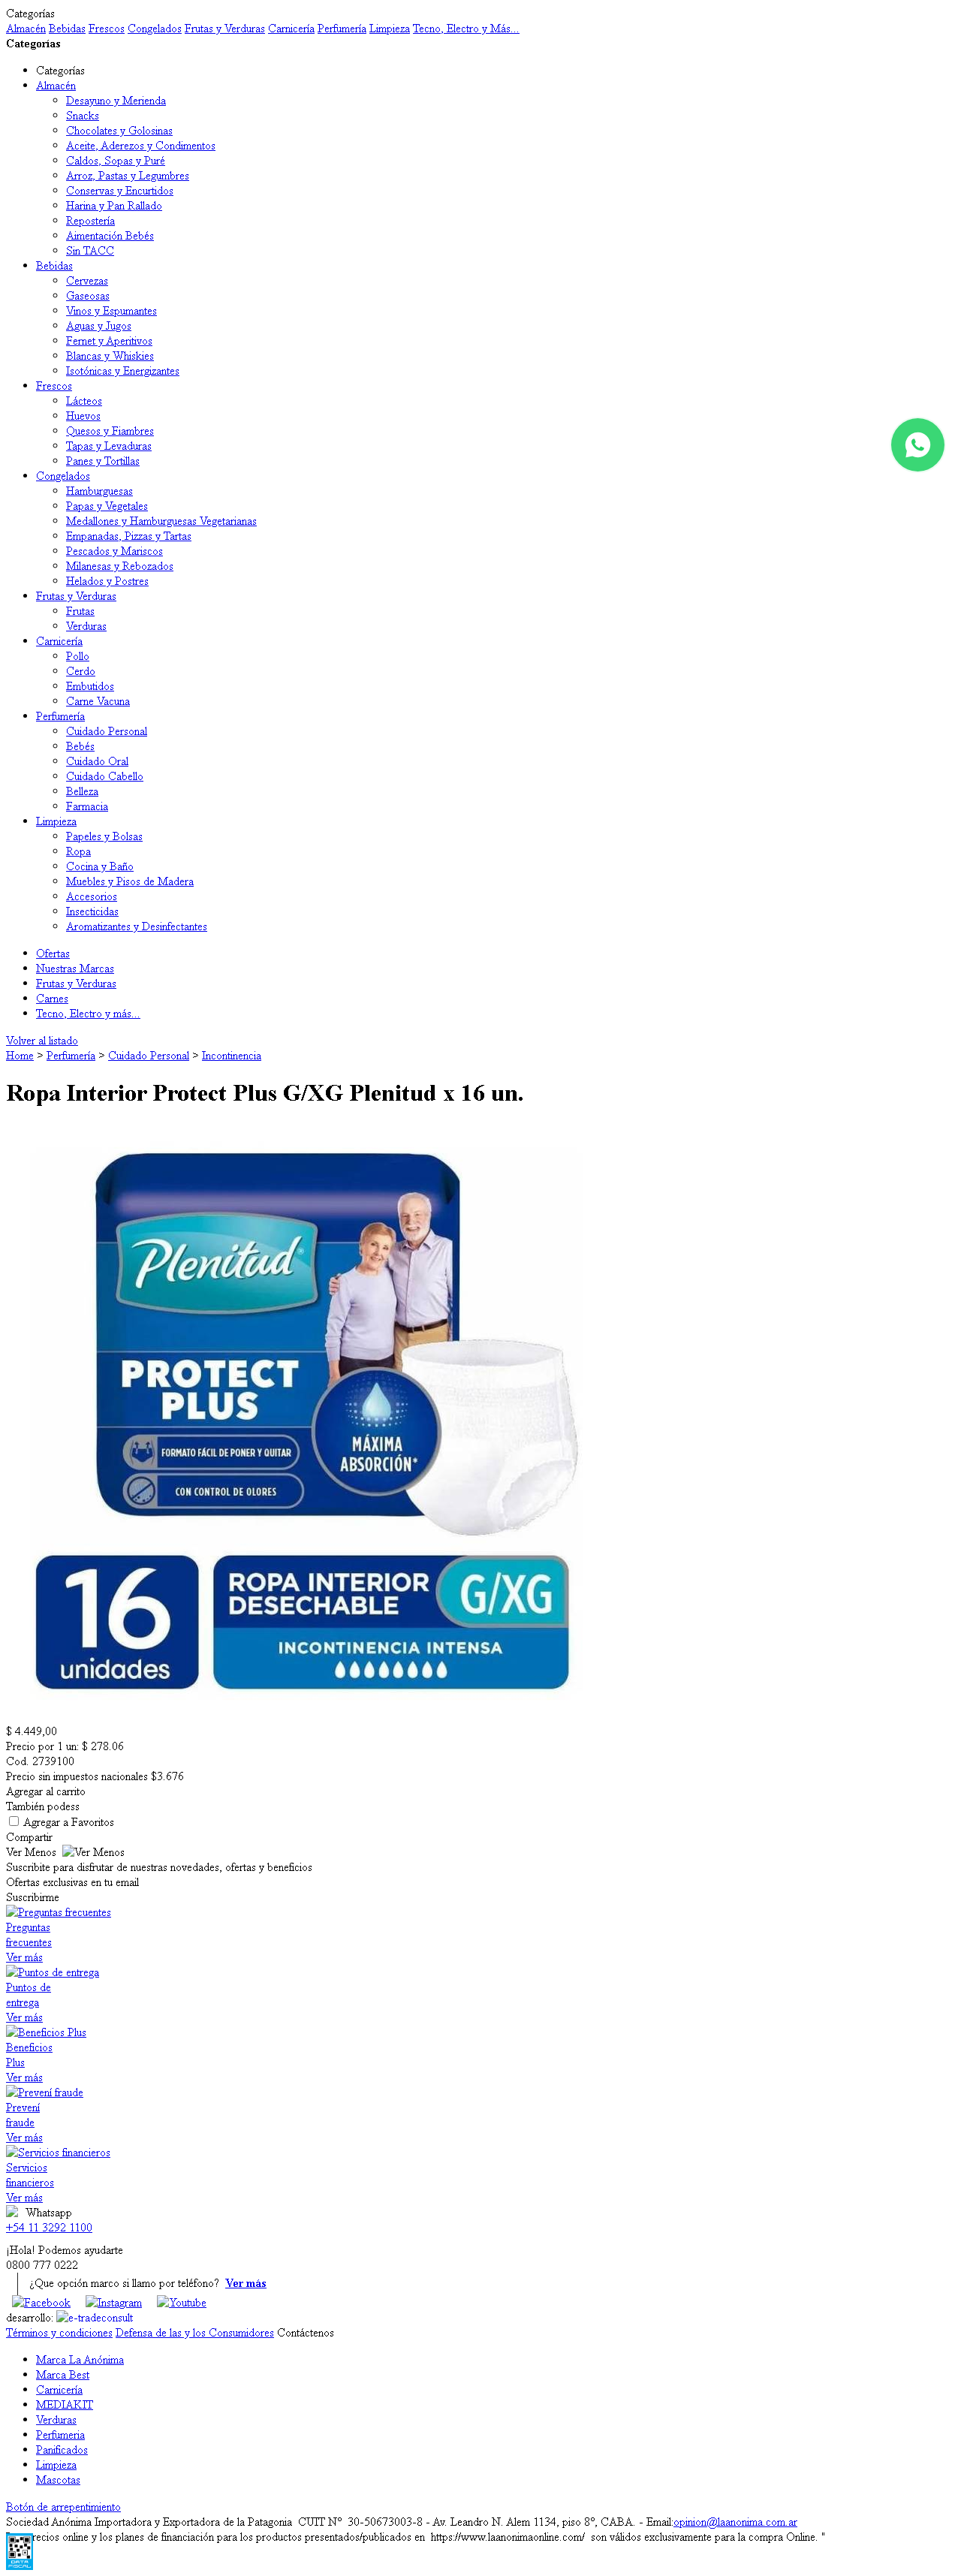 Categorías
Almacén Bebidas Frescos Congelados Frutas y Verduras Carnicería Perfumería Limpieza Tecno, Electro y Más...
Categorías
Categorías
Almacén
Desayuno y Merienda
Snacks
Chocolates y Golosinas
Aceite, Aderezos y Condimentos
Caldos, Sopas y Puré
Arroz, Pastas y Legumbres
Conservas y Encurtidos
Harina y Pan Rallado
Repostería
Aimentación Bebés
Sin TACC
Bebidas
Cervezas
Gaseosas
Vinos y Espumantes
Aguas y Jugos
Fernet y Aperitivos
Blancas y Whiskies
Isotónicas y Energizantes
Frescos
Lácteos
Huevos
Quesos y Fiambres
Tapas y Levaduras
Panes y Tortillas
Congelados
Hamburguesas
Papas y Vegetales
Medallones y Hamburguesas Vegetarianas
Empanadas, Pizzas y Tartas
Pescados y Mariscos
Milanesas y Rebozados
Helados y Postres
Frutas y Verduras
Frutas
Verduras
Carnicería
Pollo
Cerdo
Embutidos
Carne Vacuna
Perfumería
Cuidado Personal
Bebés
Cuidado Oral
Cuidado Cabello
Belleza
Farmacia
Limpieza
Papeles y Bolsas
Ropa
Cocina y Baño
Muebles y Pisos de Madera
Accesorios
Insecticidas
Aromatizantes y Desinfectantes
Ofertas
Nuestras Marcas
Frutas y Verduras
Carnes
Tecno, Electro y más...
Volver al listado
Home > Perfumería > Cuidado Personal > Incontinencia
Ropa Interior Protect Plus G/XG Plenitud x 16 un.
Plenitud
PROTECT
PLUS
MÁXIMA
ABSORCIÓN*
FORMATO FÁCIL DE PONER Y QUITAR
CON CONTROL DE OLORES
16
unidades
ROPA INTERIOR
DESECHABLE
G/XG
INCONTINENCIA INTENSA
$ 4.449,00
Precio por 1 un: $ 278.06
Cod. 2739100
Precio sin impuestos nacionales $3.676
Agregar al carrito
También podess
Agregar a Favoritos
Compartir
Ver Menos Ver Menos
Suscribite para disfrutar de nuestras novedades, ofertas y beneficios
Ofertas exclusivas en tu email
Suscribirme
Preguntas frecuentes
Preguntas
frecuentes
Ver más
Puntos de entrega
Puntos de
entrega
Ver más
Beneficios Plus
Beneficios
Plus
Ver más
Prevení fraude
Prevení
fraude
Ver más
Servicios financieros
Servicios
financieros
Ver más
Whatsapp
+54 11 3292 1100
¡Hola! Podemos ayudarte
0800 777 0222
¿Que opción marco si llamo por teléfono? Ver más
Facebook Instagram Youtube
desarrollo: e-tradeconsult
Términos y condiciones Defensa de las y los Consumidores Contáctenos
Marca La Anónima
Marca Best
Carnicería
MEDIAKIT
Verduras
Perfumeria
Panificados
Limpieza
Mascotas
Botón de arrepentimiento
Sociedad Anónima Importadora y Exportadora de la Patagonia CUIT Nº 30-50673003-8 - Av. Leandro N. Alem 1134, piso 8º, CABA. - Email:opinion@laanonima.com.ar
precios online y los planes de financiación para los productos presentados/publicados en https://www.laanonimaonline.com/ son válidos exclusivamente para la compra Online. "
DATA
FISCAL